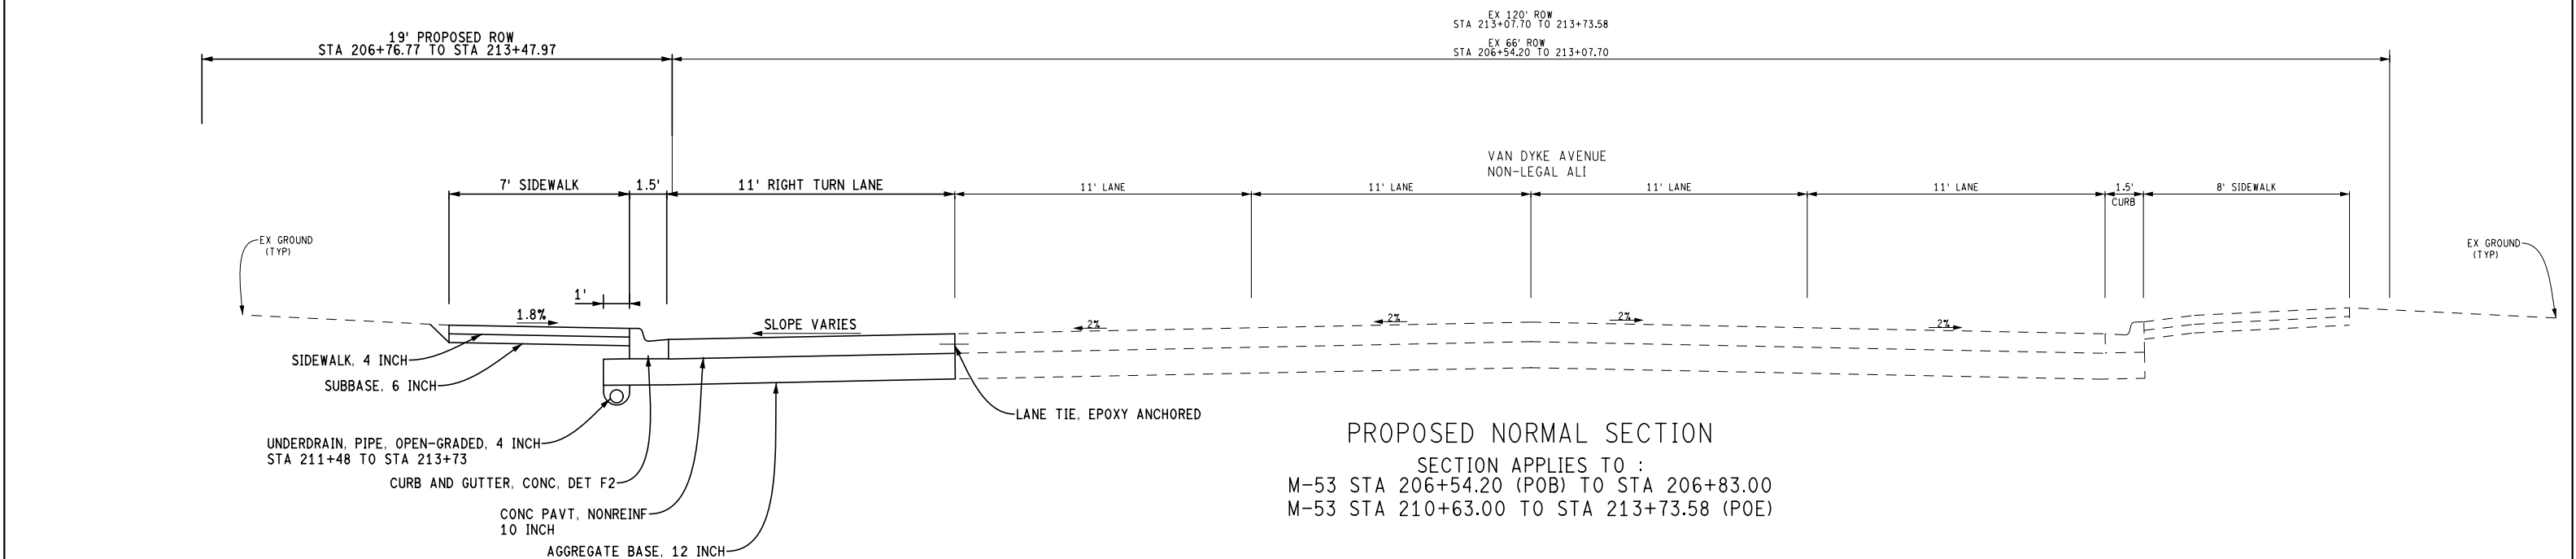 EX 120' ROW
STA 213+07.70 TO 213+73.58
19' PROPOSED ROW
STA 206+76.77 TO STA 213+47.97
EX 66' ROW
STA 206+54.20 TO 213+07.70
VAN DYKE AVENUE
NON-LEGAL ALI
7' SIDEWALK
1.5'
11' RIGHT TURN LANE
11' LANE
11' LANE
11' LANE
11' LANE
1.5'
CURB
8' SIDEWALK
EX GROUND
(TYP)
EX GROUND
(TYP)
1'
1.8%
SLOPE VARIES
2%
2%
2%
2%
SIDEWALK, 4 INCH
SUBBASE, 6 INCH
LANE TIE, EPOXY ANCHORED
UNDERDRAIN, PIPE, OPEN-GRADED, 4 INCH
STA 211+48 TO STA 213+73
CURB AND GUTTER, CONC, DET F2
CONC PAVT, NONREINF
10 INCH
AGGREGATE BASE, 12 INCH
PROPOSED NORMAL SECTION
SECTION APPLIES TO :
M-53 STA 206+54.20 (POB) TO STA 206+83.00
M-53 STA 210+63.00 TO STA 213+73.58 (POE)